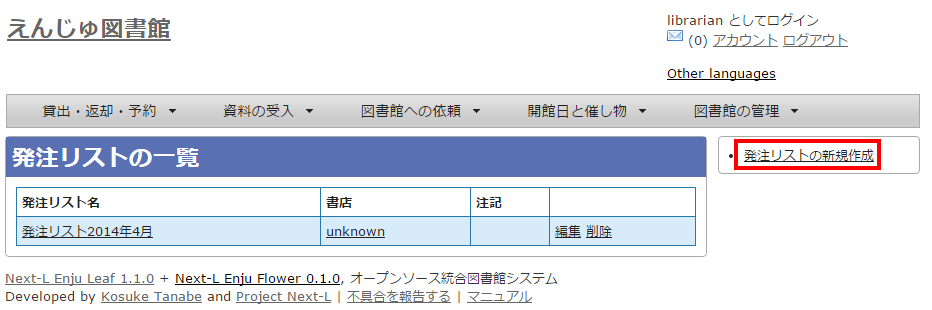 えんじゅ図書館
librarian としてログイン
(0) アカウント ログアウト
Other languages
貸出・返却・予約 資料の受入 図書館への依頼 開館日と催し物 図書館の管理
発注リストの一覧
発注リストの新規作成
発注リスト名 書店 注記
発注リスト2014年4月 unknown 編集 削除
Next-L Enju Leaf 1.1.0 + Next-L Enju Flower 0.1.0, オープンソース統合図書館システム
Developed by Kosuke Tanabe and Project Next-L | 不具合を報告する | マニュアル